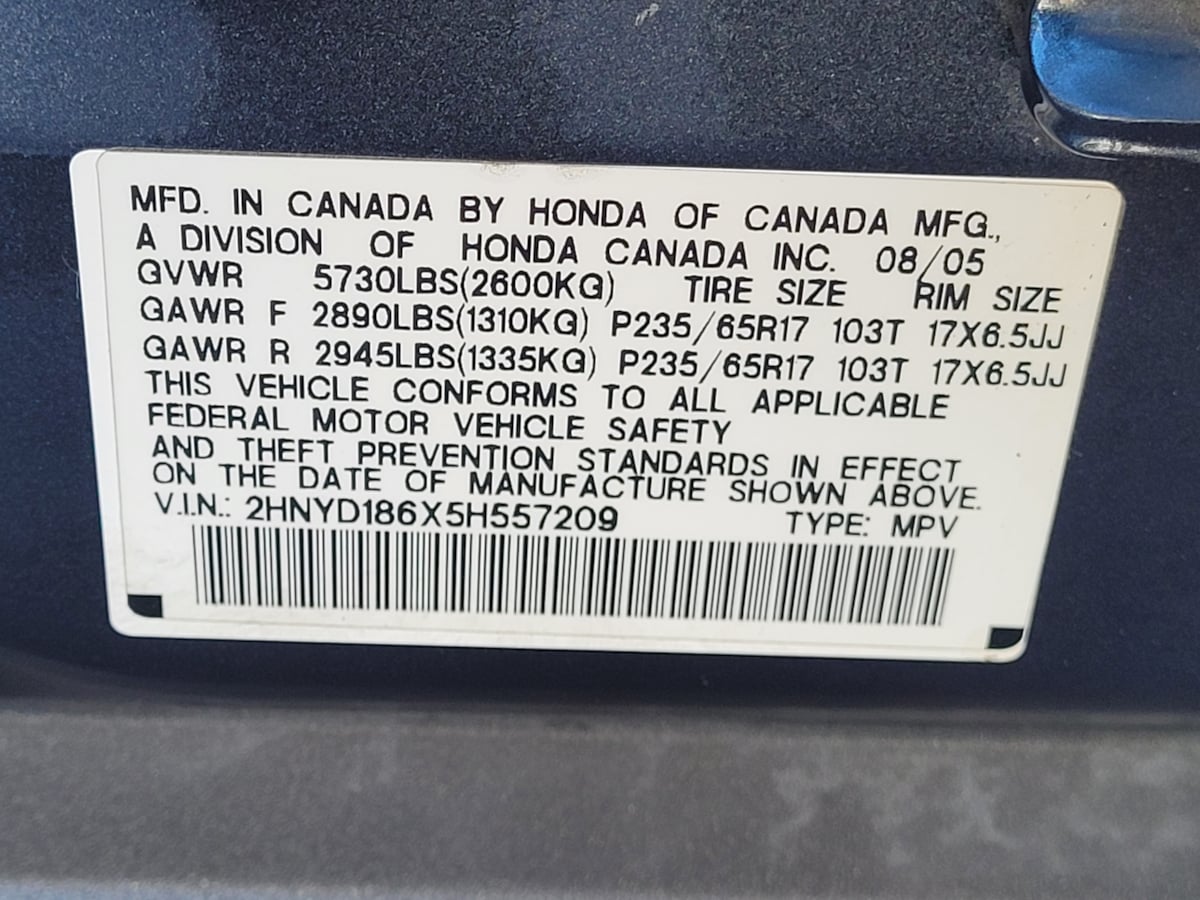 MFD. IN CANADA BY HONDA OF CANADA MFG.,
A DIVISION OF HONDA CANADA INC. 08/05
GVWR 5730LBS(2600KG) TIRE SIZE RIM SIZE
GAWR F 2890LBS(1310KG) P235/65R17 103T 17X6.5JJ
GAWR R 2945LBS(1335KG) P235/65R17 103T 17X6.5JJ
THIS VEHICLE CONFORMS TO ALL APPLICABLE
FEDERAL MOTOR VEHICLE SAFETY
AND THEFT PREVENTION STANDARDS IN EFFECT
ON THE DATE OF MANUFACTURE SHOWN ABOVE.
V.I.N.: 2HNYD186X5H557209 TYPE: MPV